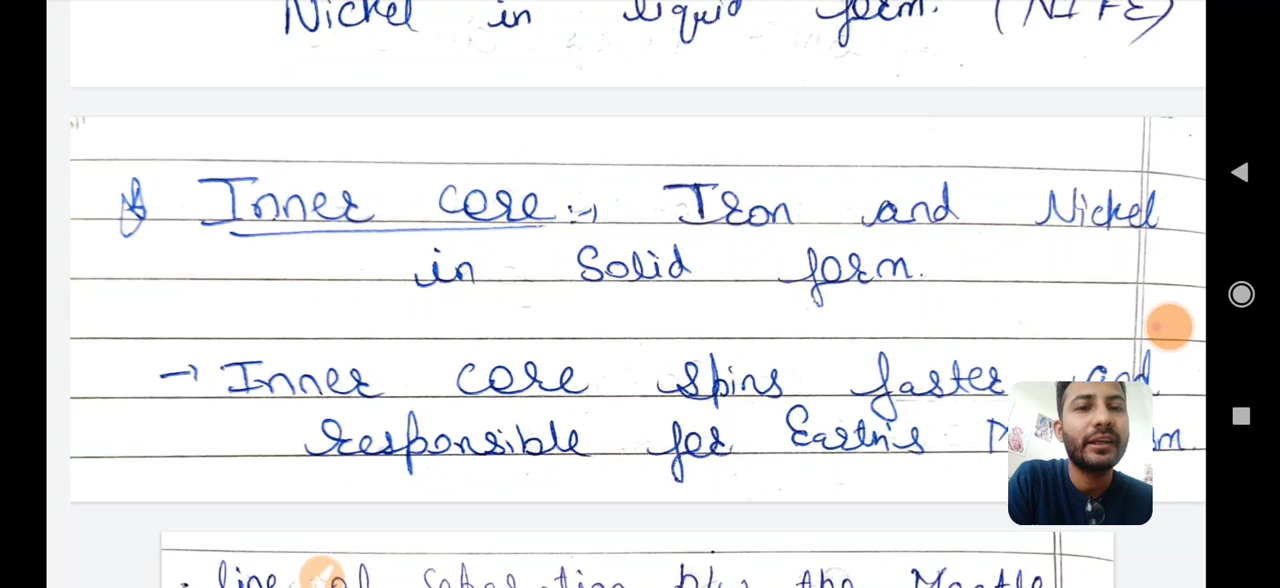 Nickel in liquid form. (NIFE)
Inner core :→ Iron and Nickel
in Solid form.
→ Inner core spins faster and
responsible for Earth's
line of separation b/w the Mantle